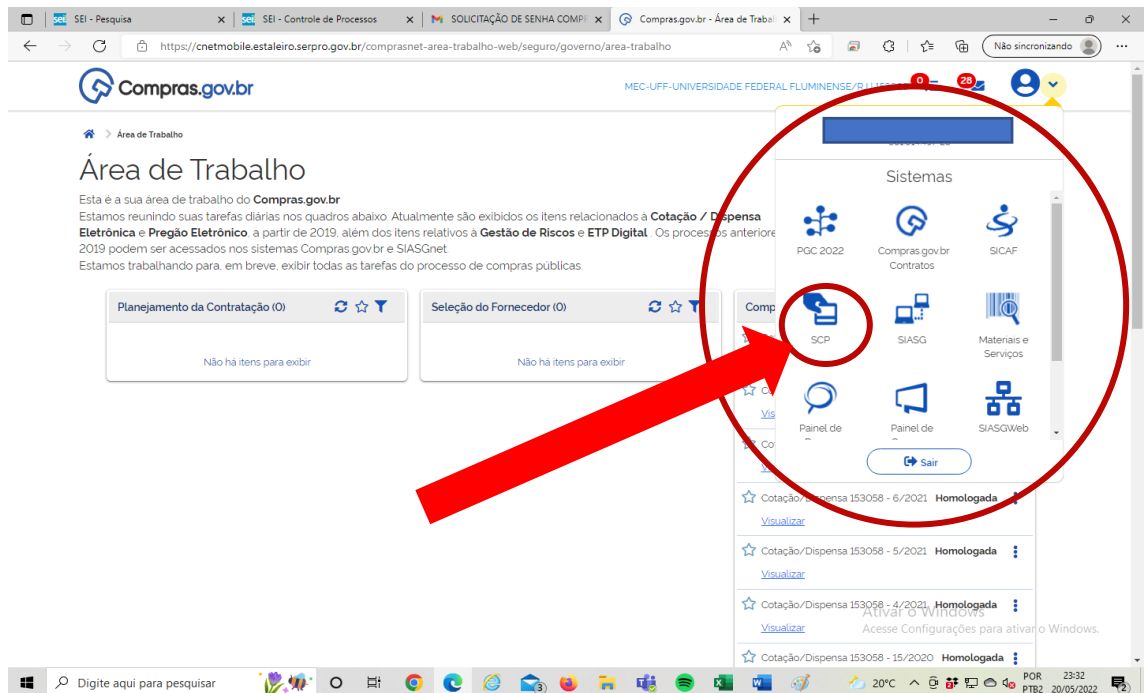 SEI - Pesquisa
SEI - Controle de Processos
SOLICITAÇÃO DE SENHA COMPR
Compras.gov.br - Área de Trabal
https://cnetmobile.estaleiro.serpro.gov.br/comprasnet-area-trabalho-web/seguro/governo/area-trabalho
Não sincronizando
Compras.gov.br
MEC-UFF-UNIVERSIDADE FEDERAL FLUMINENSE/RJ
0
28
Área de Trabalho
Área de Trabalho
Esta é a sua área de trabalho do Compras.gov.br
Estamos reunindo suas tarefas diárias nos quadros abaixo. Atualmente são exibidos os itens relacionados à Cotação / Dispensa
Eletrônica e Pregão Eletrônico, a partir de 2019, além dos itens relativos à Gestão de Riscos e ETP Digital . Os processos anteriore
2019 podem ser acessados nos sistemas Compras.gov.br e SIASGnet.
Estamos trabalhando para, em breve, exibir todas as tarefas do processo de compras públicas.
Planejamento da Contratação (0)
Não há itens para exibir
Seleção do Fornecedor (0)
Não há itens para exibir
Comp
Co
Vis
Co
Cotação/Dispensa 153058 - 6/2021 Homologada
Visualizar
Cotação/Dispensa 153058 - 5/2021 Homologada
Visualizar
Cotação/Dispensa 153058 - 4/2021 Homologada
Visualizar
Cotação/Dispensa 153058 - 15/2020 Homologada
Sistemas
PGC 2022
Compras.gov.br
Contratos
SICAF
SCP
SIASG
Materiais e
Serviços
Painel de
Painel de
SIASGWeb
Sair
Ativar o Windows
Acesse Configurações para ativar o Windows.
Digite aqui para pesquisar
20°C
POR
PTB2
23:32
20/05/2022